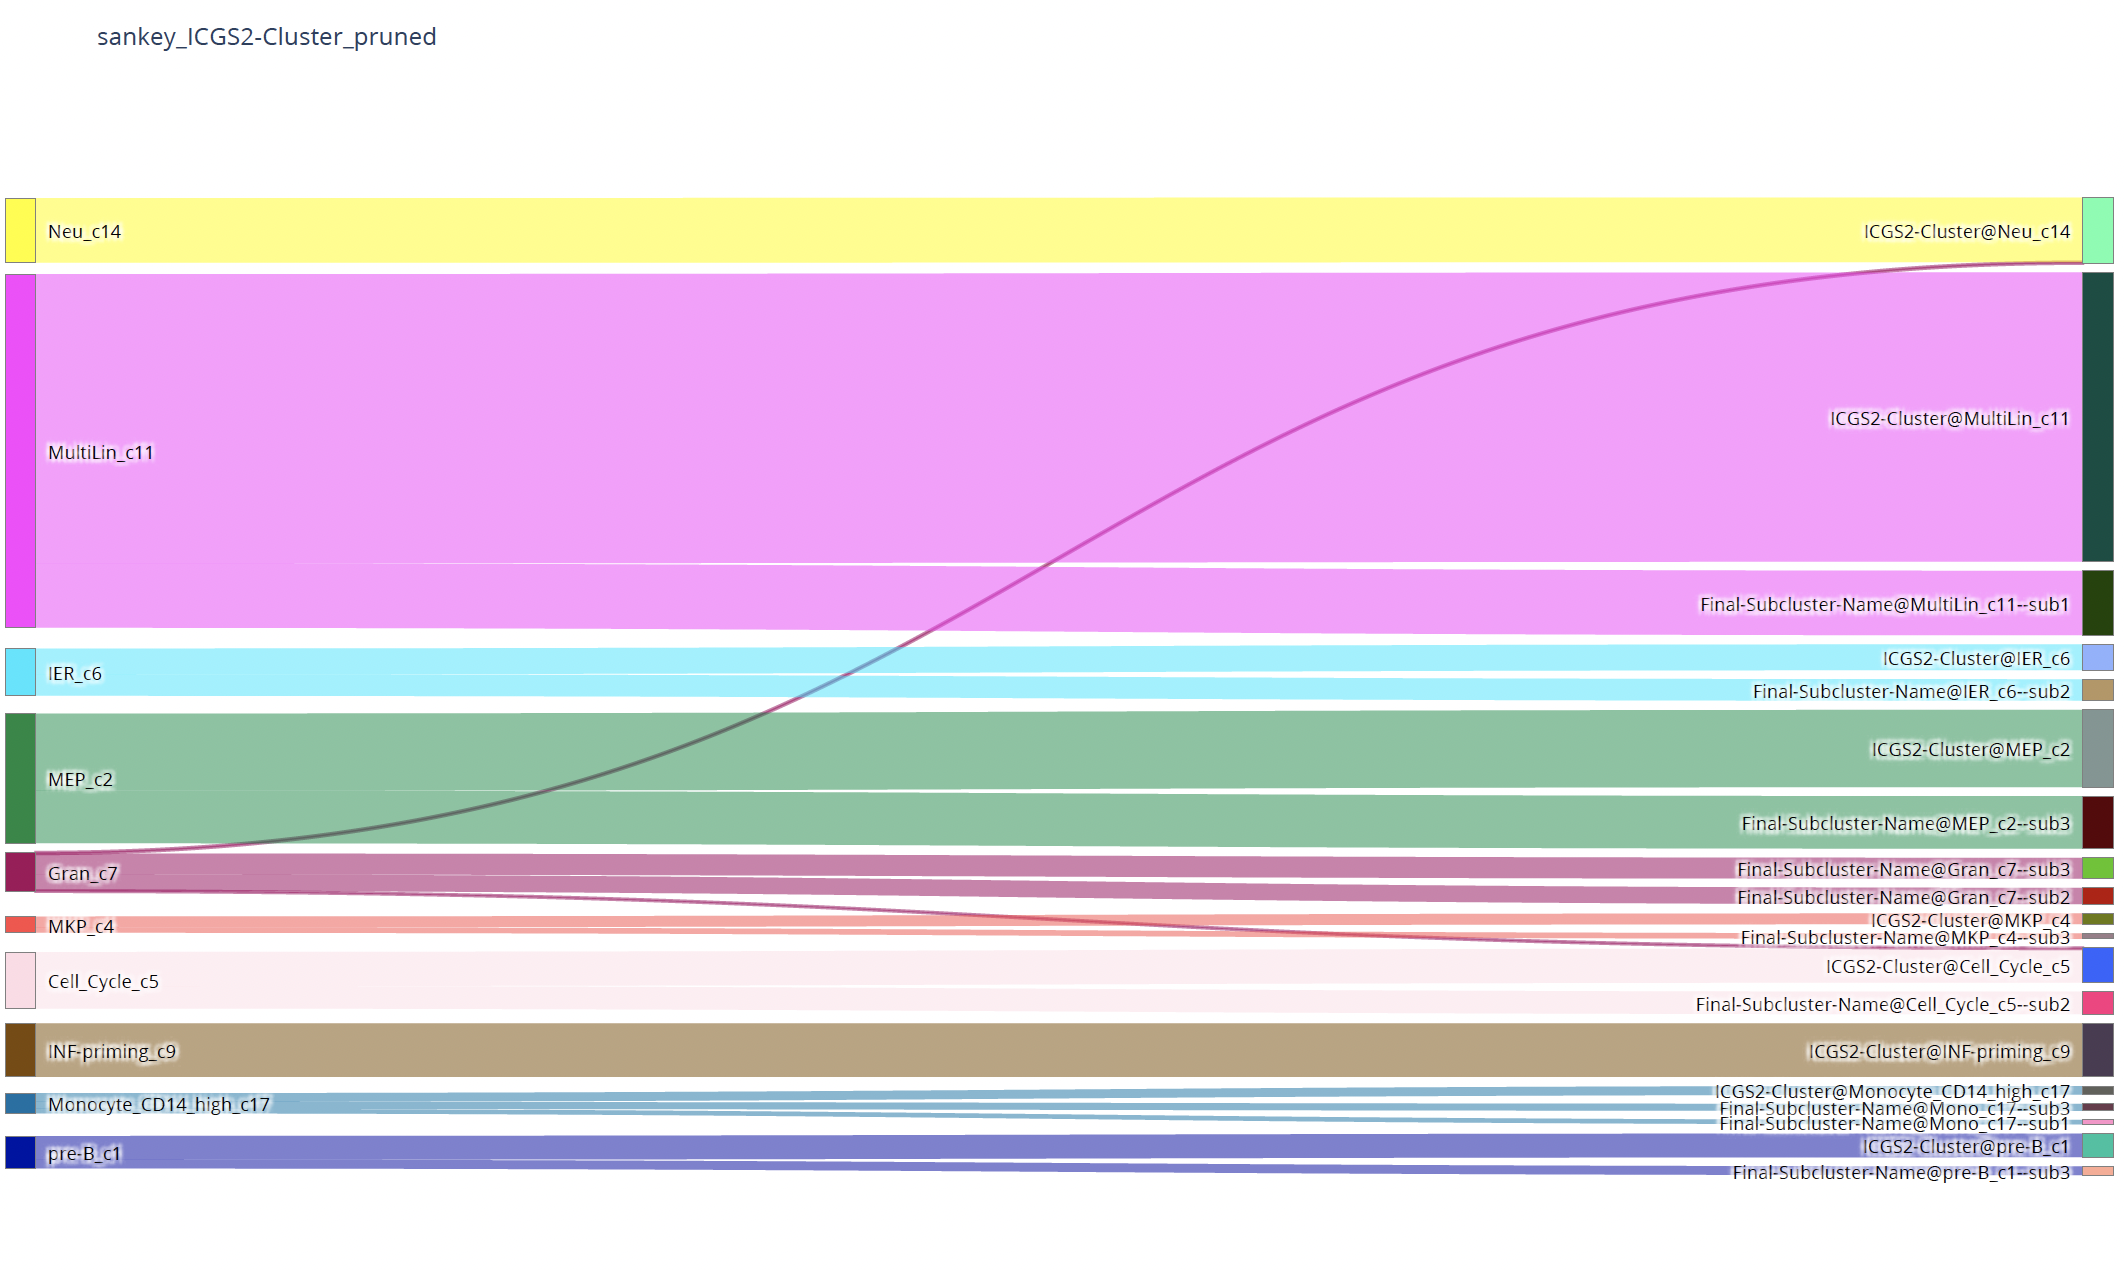 sankey_ICGS2-Cluster_pruned
Neu_c14
ICGS2-Cluster@Neu_c14
ICGS2-Cluster@MultiLin_c11
MultiLin_c11
Final-Subcluster-Name@MultiLin_c11--sub1
ICGS2-Cluster@IER_c6
IER_c6
Final-Subcluster-Name@IER_c6--sub2
ICGS2-Cluster@MEP_c2
MEP_c2
Final-Subcluster-Name@MEP_c2--sub3
Final-Subcluster-Name@Gran_c7--sub3
Gran_c7
Final-Subcluster-Name@Gran_c7--sub2
ICGS2-Cluster@MKP_c4
MKP_c4
Final-Subcluster-Name@MKP_c4--sub3
ICGS2-Cluster@Cell_Cycle_c5
Cell_Cycle_c5
Final-Subcluster-Name@Cell_Cycle_c5--sub2
INF-priming_c9
ICGS2-Cluster@INF-priming_c9
ICGS2-Cluster@Monocyte_CD14_high_c17
Monocyte_CD14_high_c17
Final-Subcluster-Name@Mono_c17--sub3
Final-Subcluster-Name@Mono_c17--sub1
ICGS2-Cluster@pre-B_c1
pre-B_c1
Final-Subcluster-Name@pre-B_c1--sub3